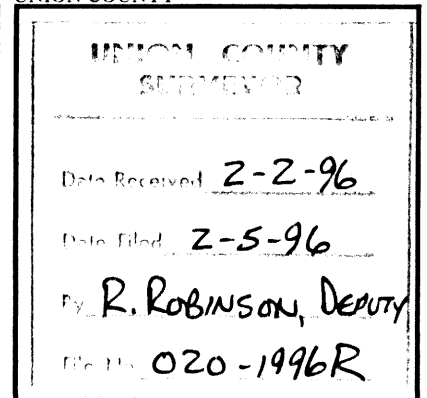 UNION COUNTY
UNION COUNTY
SURVEYOR
Date Received 2-2-96
Date Filed 2-5-96
By R. ROBINSON, DEPUTY
File No 020-1996R